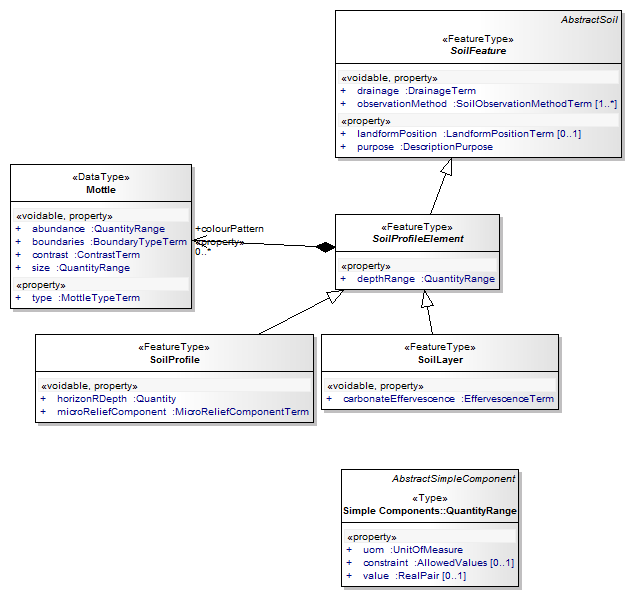 AbstractSoil
«FeatureType»
SoilFeature
«voidable, property»
+ drainage :DrainageTerm
+ observationMethod :SoilObservationMethodTerm [1..*]
«property»
+ landformPosition :LandformPositionTerm [0..1]
+ purpose :DescriptionPurpose
«DataType»
Mottle
«voidable, property»
+ abundance :QuantityRange
+ boundaries :BoundaryTypeTerm
+ contrast :ContrastTerm
+ size :QuantityRange
«property»
+ type :MottleTypeTerm
+colourPattern
«property»
0..*
«FeatureType»
SoilProfileElement
«property»
+ depthRange :QuantityRange
«FeatureType»
SoilProfile
«voidable, property»
+ horizonRDepth :Quantity
+ microReliefComponent :MicroReliefComponentTerm
«FeatureType»
SoilLayer
«voidable, property»
+ carbonateEffervescence :EffervescenceTerm
AbstractSimpleComponent
«Type»
Simple Components::QuantityRange
«property»
+ uom :UnitOfMeasure
+ constraint :AllowedValues [0..1]
+ value :RealPair [0..1]